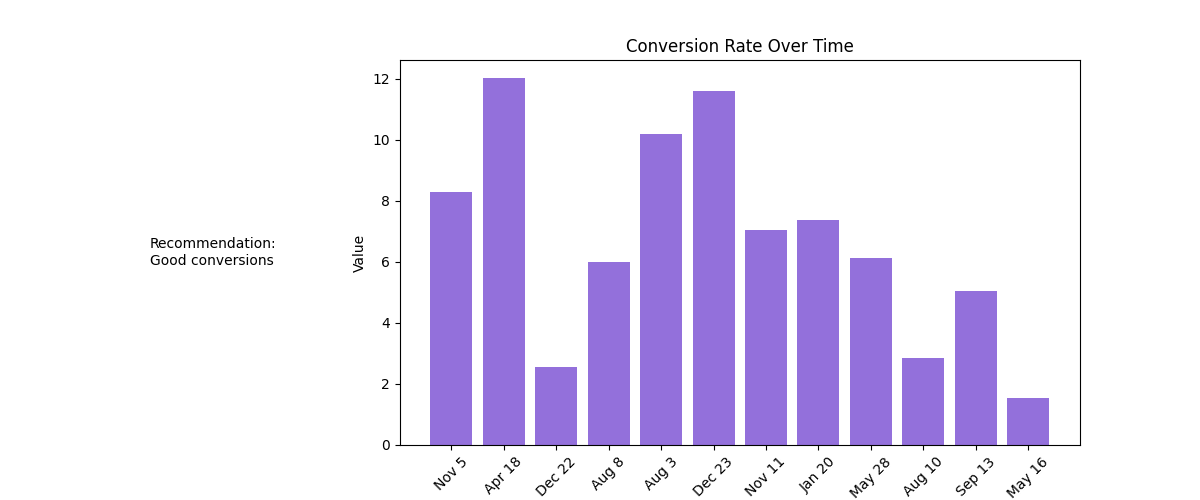 Conversion Rate Over Time
Recommendation:
Good conversions
Value
12
10
8
6
4
2
0
Nov 5
Apr 18
Dec 22
Aug 8
Aug 3
Dec 23
Nov 11
Jan 20
May 28
Aug 10
Sep 13
May 16